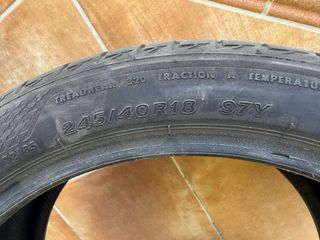 TREADWEAR 320 TRACTION A TEMPERATU
245/40R18 97Y